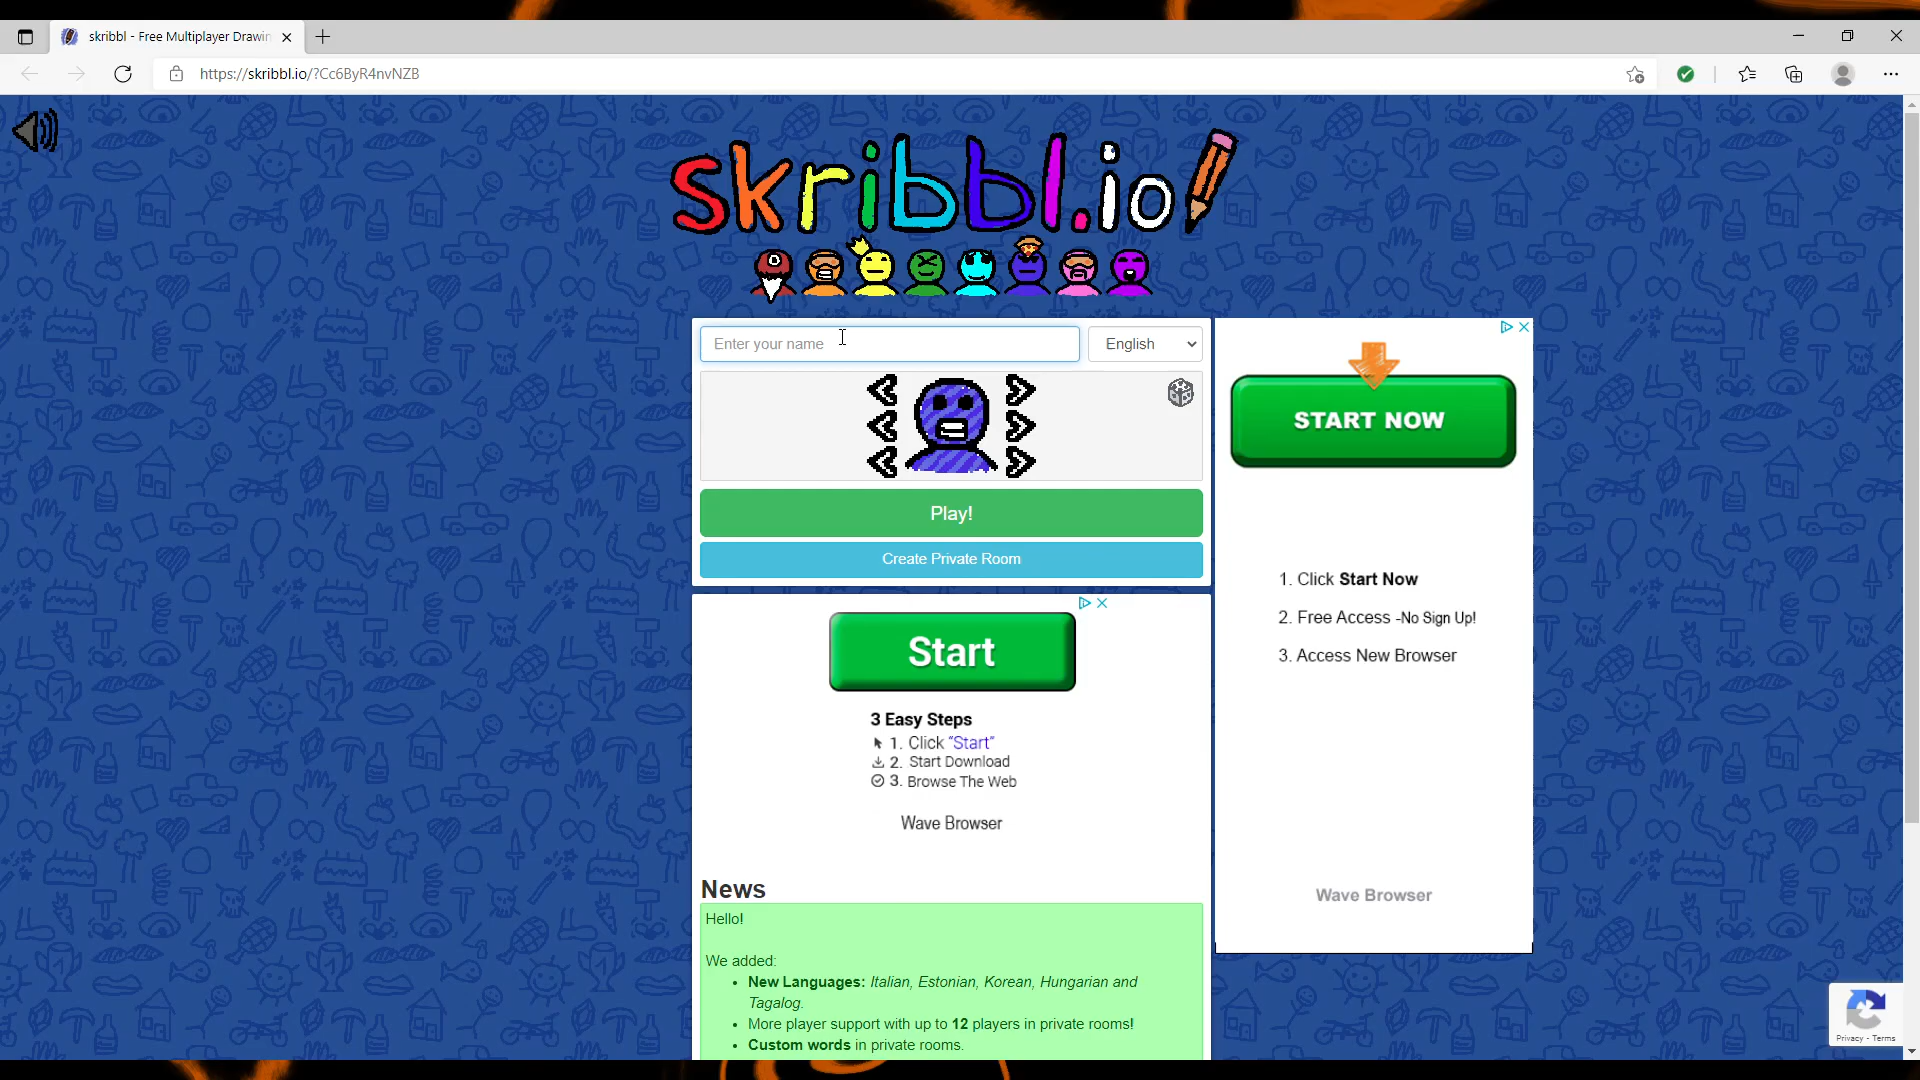 skribbl - Free Multiplayer Drawin
https://skribbl.io/?Cc6ByR4nvNZB
skribbl.io
Enter your name
English
Play!
Create Private Room
Start
3 Easy Steps
1. Click "Start"
2. Start Download
3. Browse The Web
Wave Browser
START NOW
1. Click Start Now
2. Free Access -No Sign Up!
3. Access New Browser
Wave Browser
News
Hello!
We added:
• New Languages: Italian, Estonian, Korean, Hungarian and
Tagalog.
• More player support with up to 12 players in private rooms!
• Custom words in private rooms.
Privacy - Terms